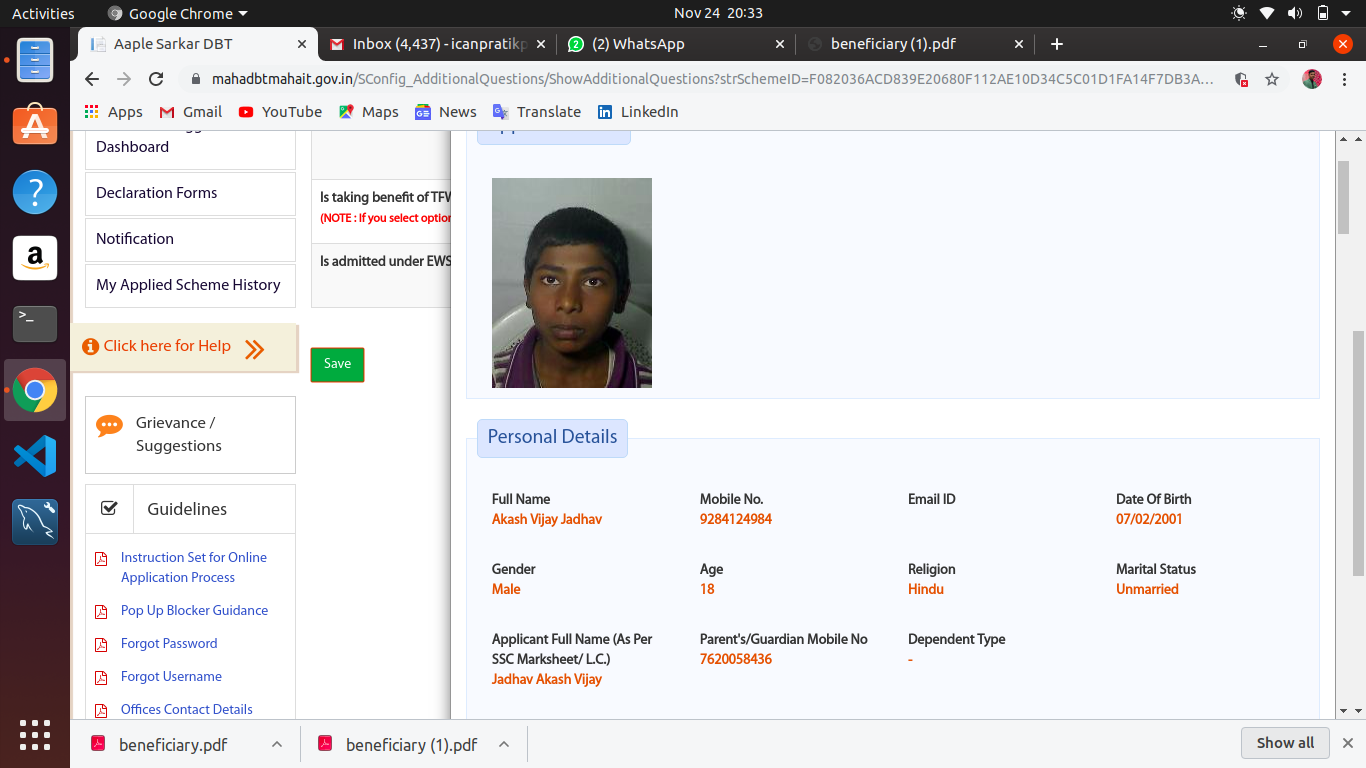 Activities
Google Chrome
Nov 24 20:33
Aaple Sarkar DBT
Inbox (4,437) - icanpratikp
(2) WhatsApp
beneficiary (1).pdf
mahadbtmahait.gov.in/SConfig_AdditionalQuestions/ShowAdditionalQuestions?strSchemeID=F082036ACD839E20680F112AE10D34C5C01D1FA14F7DB3A...
Apps
Gmail
YouTube
Maps
News
Translate
LinkedIn
Dashboard
Declaration Forms
Notification
My Applied Scheme History
Click here for Help
Grievance /
Suggestions
Guidelines
Instruction Set for Online
Application Process
Pop Up Blocker Guidance
Forgot Password
Forgot Username
Offices Contact Details
Is taking benefit of TFW
(NOTE : If you select option
Is admitted under EWS
Save
Personal Details
Full Name
Akash Vijay Jadhav
Mobile No.
9284124984
Email ID
Date Of Birth
07/02/2001
Gender
Male
Age
18
Religion
Hindu
Marital Status
Unmarried
Applicant Full Name (As Per
SSC Marksheet/ L.C.)
Jadhav Akash Vijay
Parent's/Guardian Mobile No
7620058436
Dependent Type
-
beneficiary.pdf
beneficiary (1).pdf
Show all